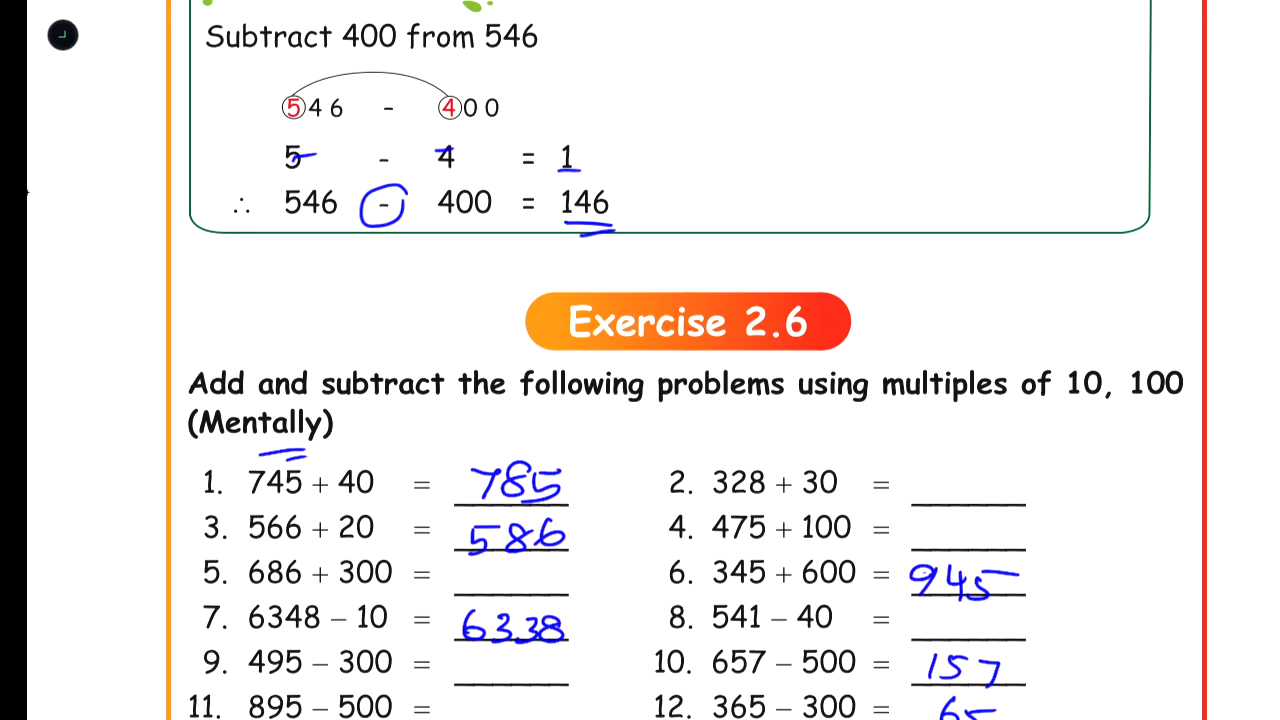 Subtract 400 from 546
546 - 400
5 - 4 = 1
∴ 546 - 400 = 146
Exercise 2.6
Add and subtract the following problems using multiples of 10, 100
(Mentally)
1. 745 + 40 = 785 2. 328 + 30 =
3. 566 + 20 = 586 4. 475 + 100 =
5. 686 + 300 = 6. 345 + 600 = 945
7. 6348 – 10 = 6338 8. 541 – 40 =
9. 495 – 300 = 10. 657 – 500 = 157
11. 895 – 500 = 12. 365 – 300 = 65